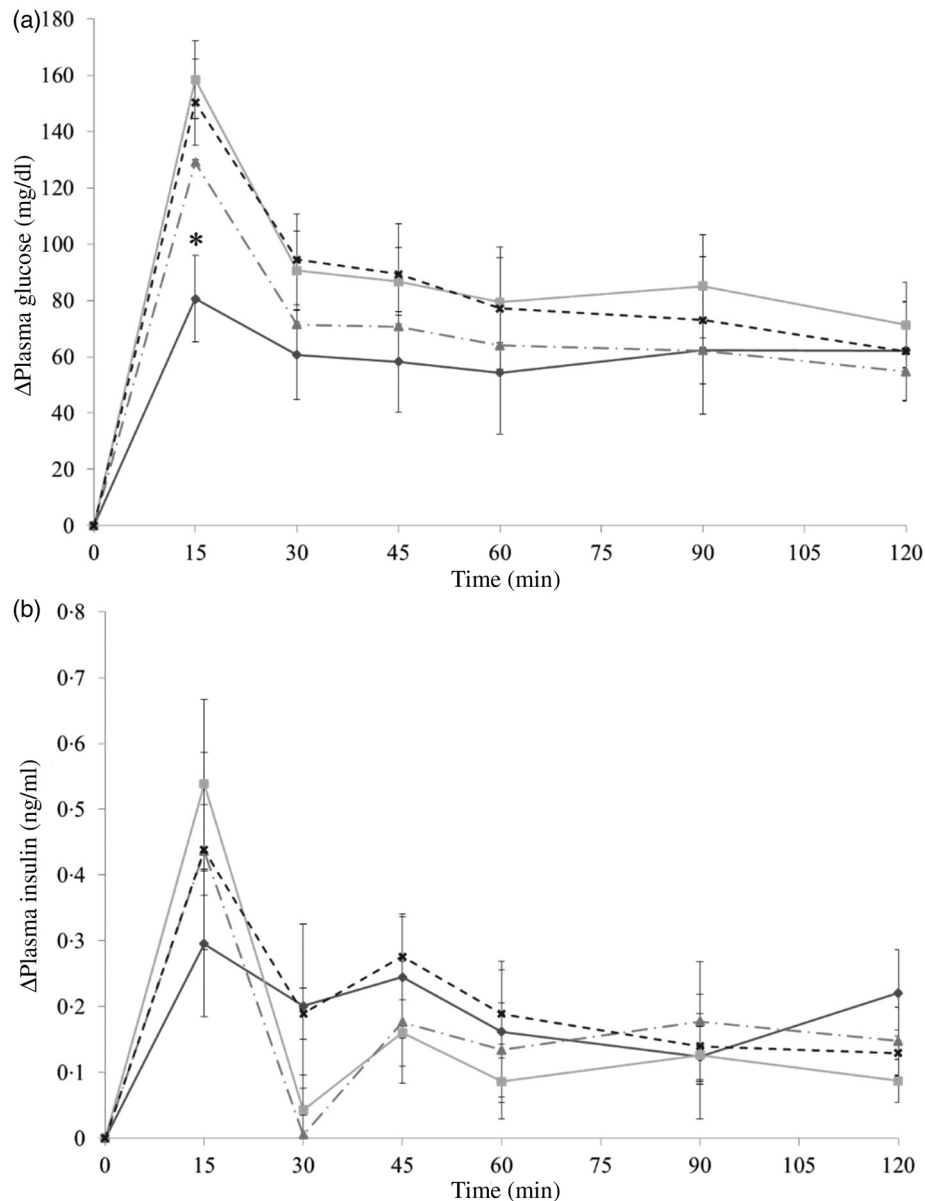 (a)
180
160
140
120
100
80
60
40
20
0
ΔPlasma glucose (mg/dl)
*
0 15 30 45 60 75 90 105 120
Time (min)
(b)
0·8
0·7
0·6
0·5
0·4
0·3
0·2
0·1
0
ΔPlasma insulin (ng/ml)
0 15 30 45 60 75 90 105 120
Time (min)